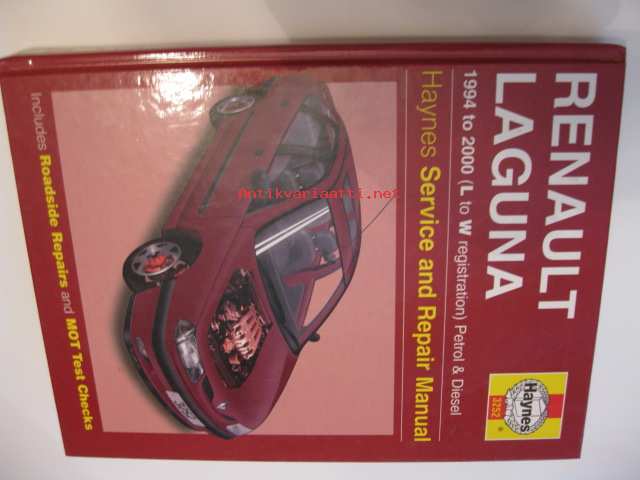 RENAULT
LAGUNA
1994 to 2000 (L to W registration) Petrol & Diesel
Haynes Service and Repair Manual
Haynes
3252
Antikvariaatti.net
Includes Roadside Repairs and MOT Test Checks